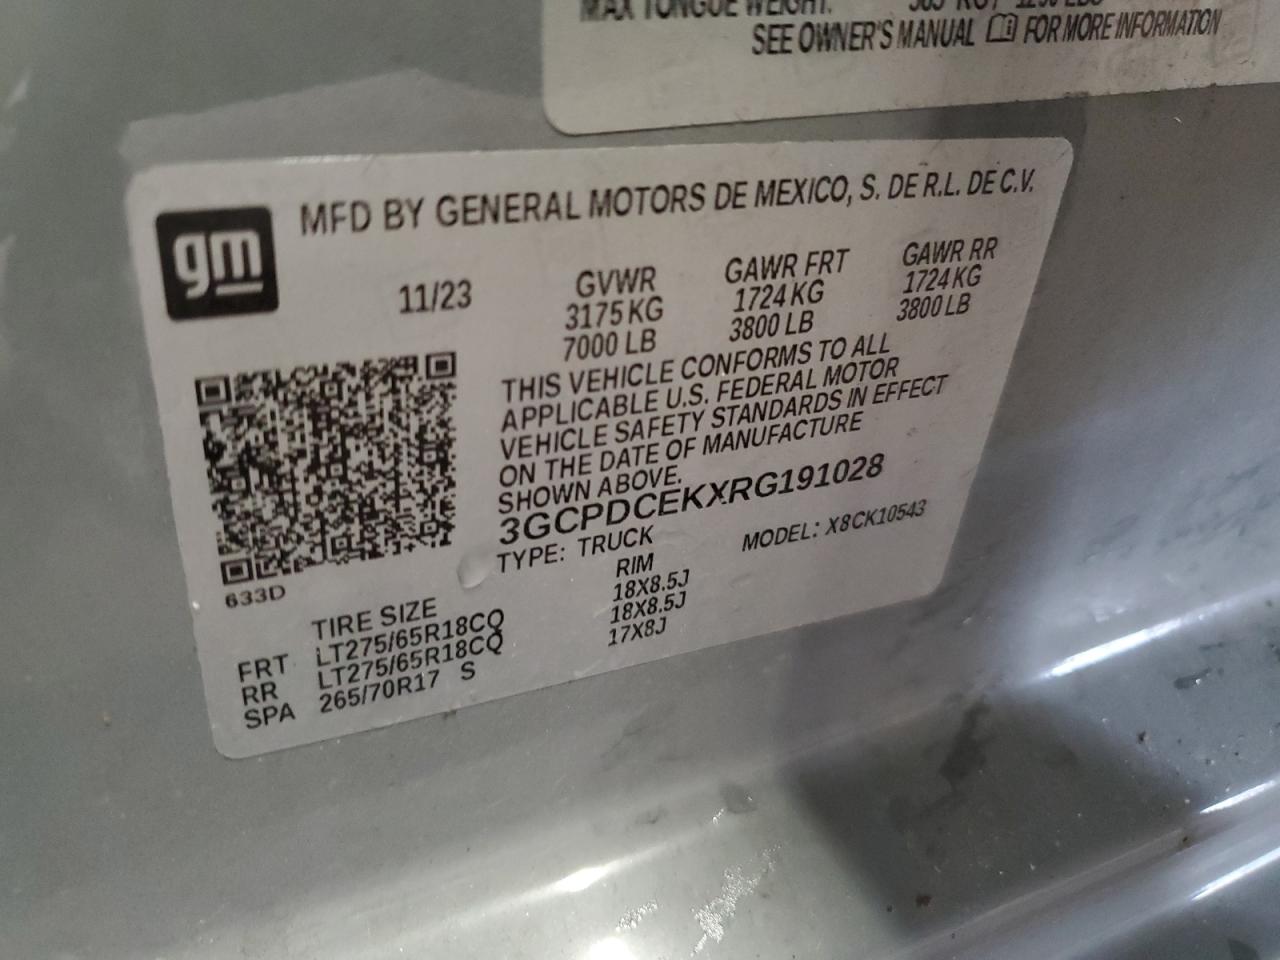 MAX TONGUE WEIGHT:
SEE OWNER'S MANUAL FOR MORE INFORMATION
gm
MFD BY GENERAL MOTORS DE MEXICO, S. DE R.L. DE C.V.
11/23 GVWR GAWR FRT GAWR RR
3175 KG 1724 KG 1724 KG
7000 LB 3800 LB 3800 LB
THIS VEHICLE CONFORMS TO ALL
APPLICABLE U.S. FEDERAL MOTOR
VEHICLE SAFETY STANDARDS IN EFFECT
ON THE DATE OF MANUFACTURE
SHOWN ABOVE.
3GCPDCEKXRG191028
TYPE: TRUCK MODEL: X8CK10543
633D
TIRE SIZE RIM
FRT LT275/65R18CQ 18X8.5J
RR LT275/65R18CQ 18X8.5J
SPA 265/70R17 S 17X8J